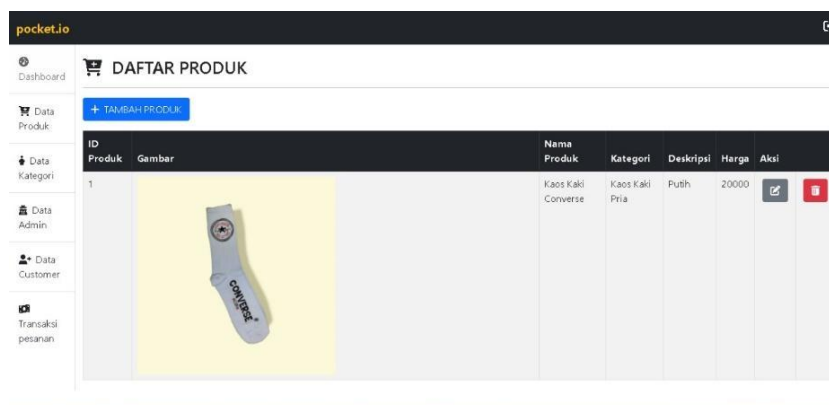 pocket.io
Dashboard
Data
Produk
Data
Kategori
Data
Admin
Data
Customer
Transaksi
pesanan
DAFTAR PRODUK
+ TAMBAH PRODUK
ID
Produk Gambar Nama
Produk Kategori Deskripsi Harga Aksi
1 Kaos Kaki
Converse Kaos Kaki
Pria Putih 20000
CONVERSE